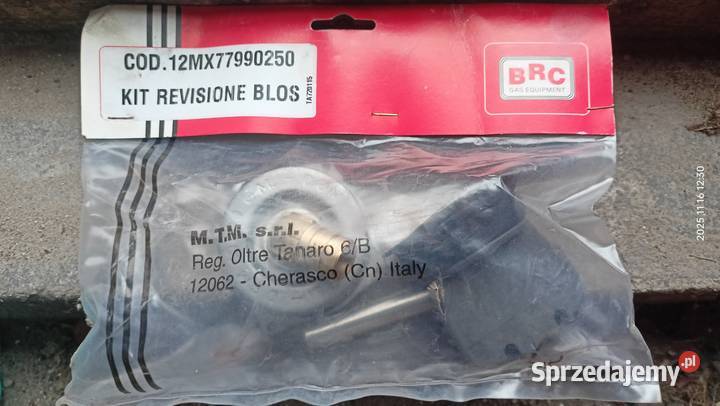 COD.12MX77990250
KIT REVISIONE BLOS
TA720115
BRC
GAS EQUIPMENT
M.T.M. s.r.l.
Reg. Oltre Tanaro 6/B
12062 - Cherasco (Cn) Italy
2025.11.16 12:30
Sprzedajemy.pl